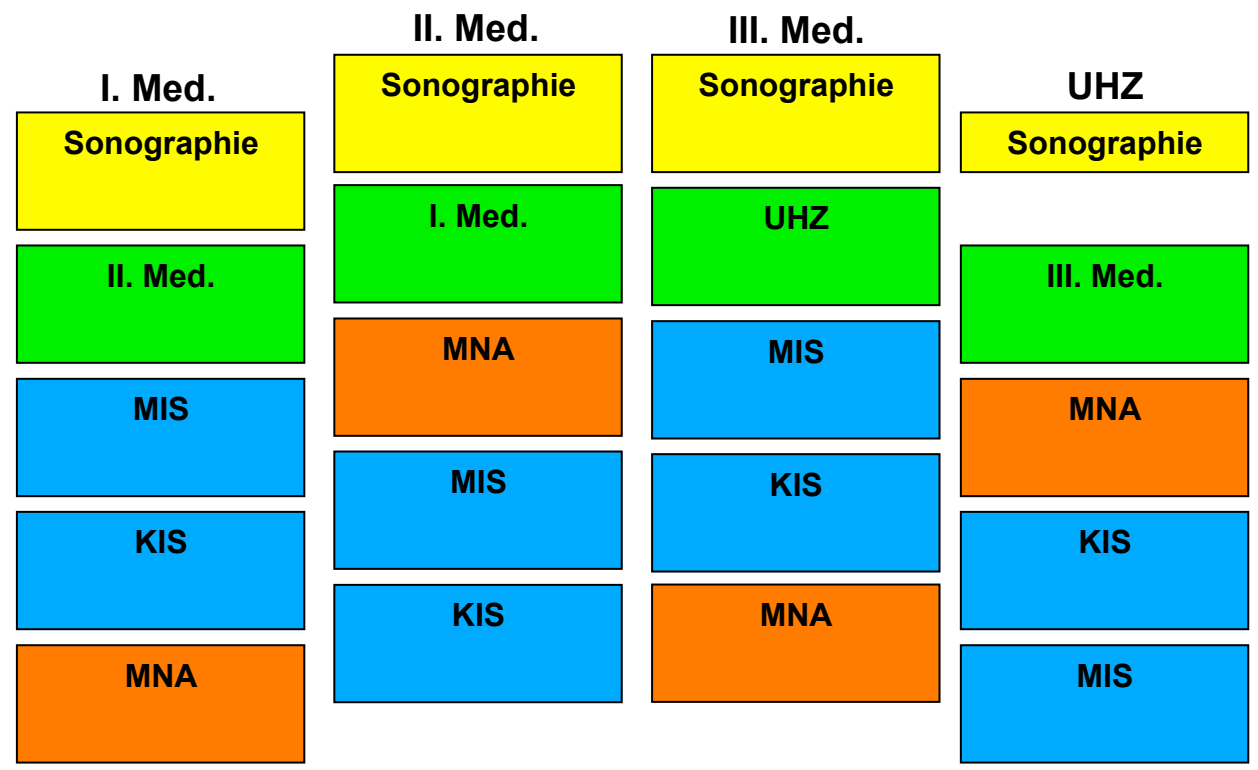 I. Med.
Sonographie
II. Med.
MIS
KIS
MNA
II. Med.
Sonographie
I. Med.
MNA
MIS
KIS
III. Med.
Sonographie
UHZ
MIS
KIS
MNA
UHZ
Sonographie
III. Med.
MNA
KIS
MIS